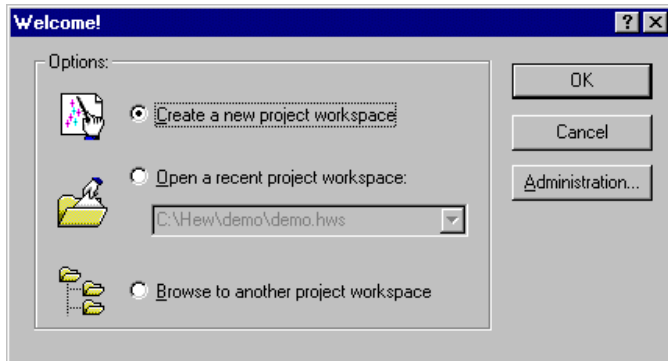 Welcome!
Options:
Create a new project workspace
Open a recent project workspace:
C:\Hew\demo\demo.hws
Browse to another project workspace
OK
Cancel
Administration...